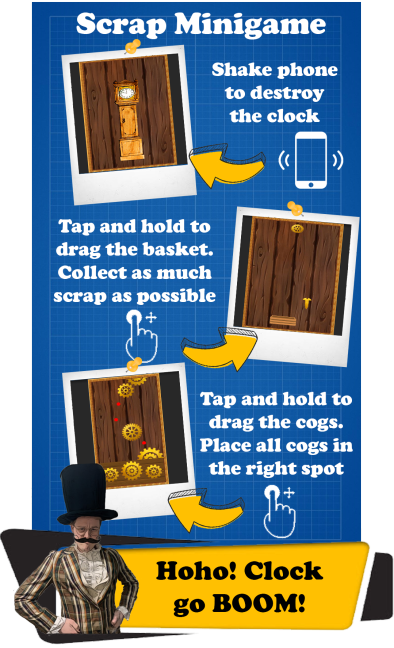 Scrap Minigame
Shake phone
to destroy
the clock
Tap and hold to
drag the basket.
Collect as much
scrap as possible
Tap and hold to
drag the cogs.
Place all cogs in
the right spot
Hoho! Clock
go BOOM!